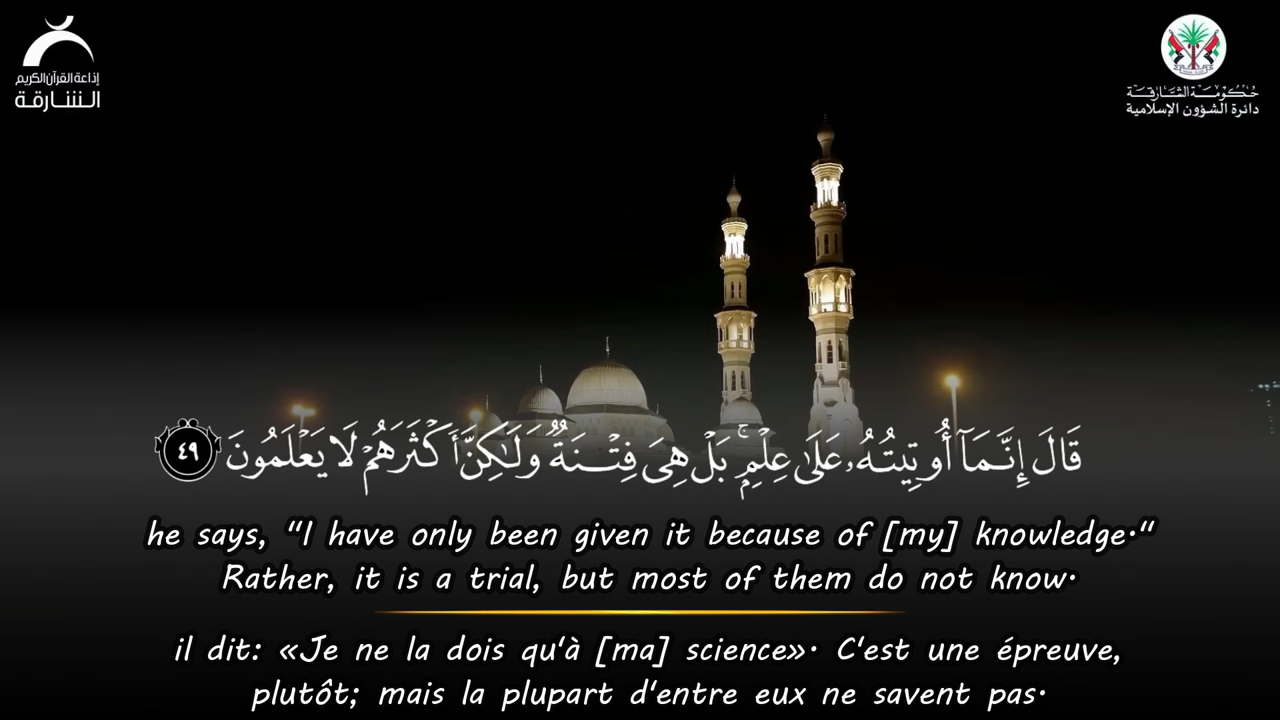 إذاعة القرآن الكريم
الشارقة
حكومة الشارقة
دائرة الشؤون الإسلامية
قَالَ إِنَّمَآ أُوتِيتُهُۥ عَلَىٰ عِلْمِۭ ۚ بَلْ هِىَ فِتْنَةٌ وَلَـٰكِنَّ أَكْثَرَهُمْ لَا يَعْلَمُونَ ٤٩
he says, “I have only been given it because of [my] knowledge·“
Rather, it is a trial, but most of them do not know·
il dit: «Je ne la dois qu'à [ma] science»· C'est une épreuve,
plutôt; mais la plupart d'entre eux ne savent pas·